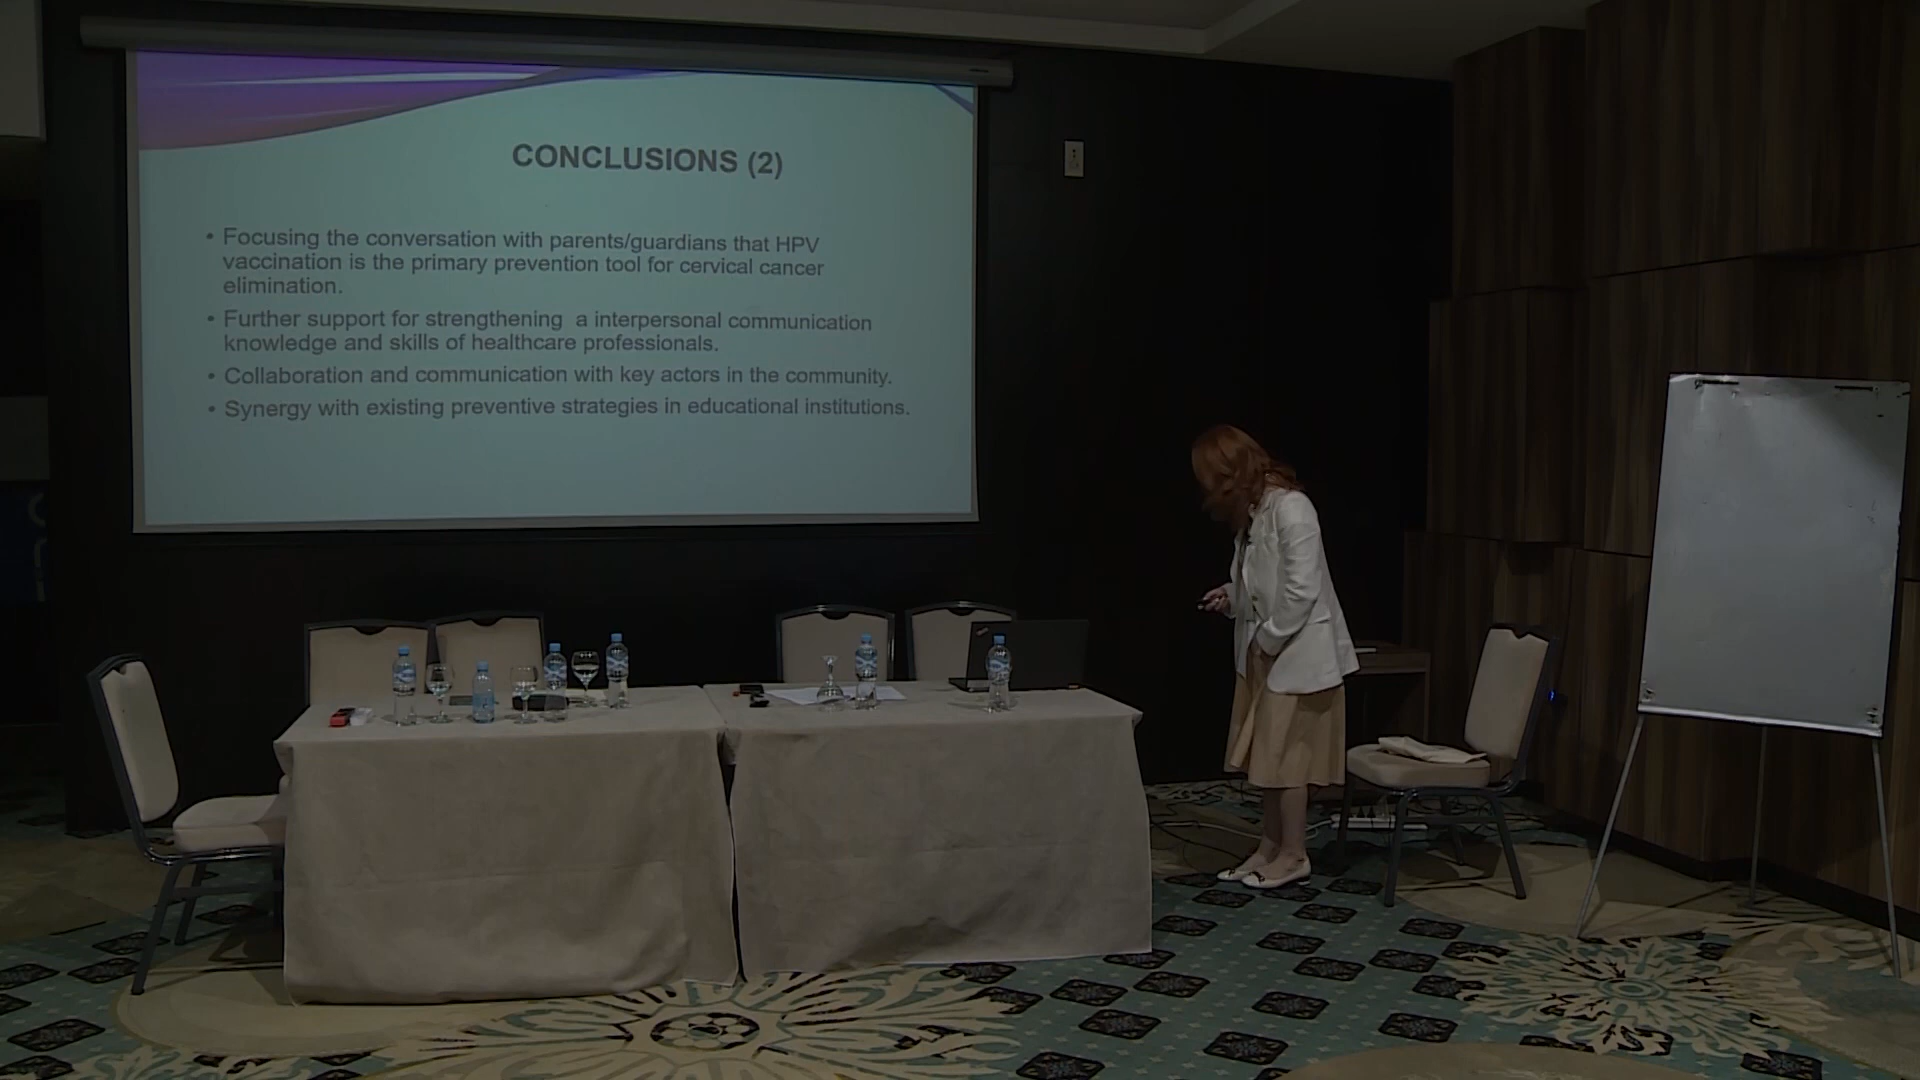 CONCLUSIONS (2)
• Focusing the conversation with parents/guardians that HPV
vaccination is the primary prevention tool for cervical cancer
elimination.
• Further support for strengthening a interpersonal communication
knowledge and skills of healthcare professionals.
• Collaboration and communication with key actors in the community.
• Synergy with existing preventive strategies in educational institutions.